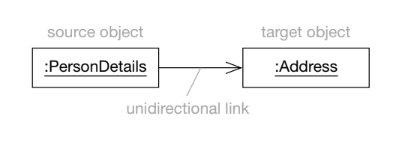 source object
target object
:PersonDetails
:Address
unidirectional link